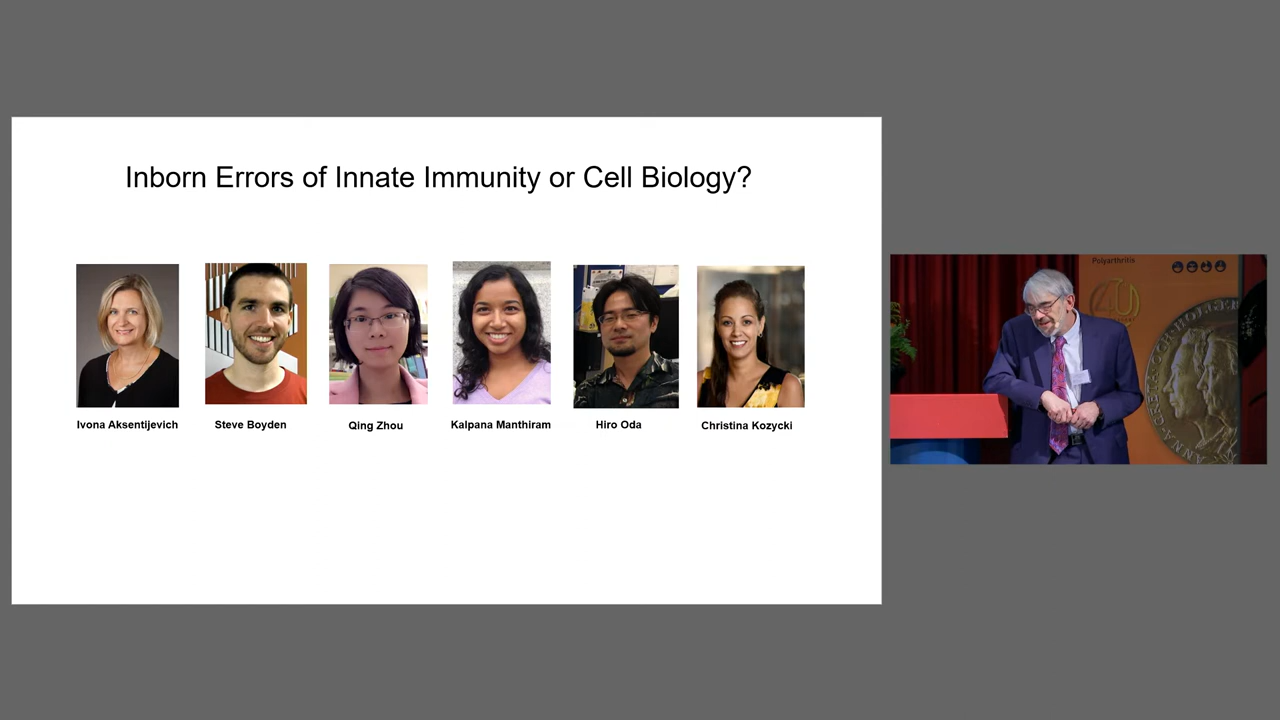 Inborn Errors of Innate Immunity or Cell Biology?
Ivona Aksentijevich
Steve Boyden
Qing Zhou
Kalpana Manthiram
Hiro Oda
Christina Kozycki
Polyarthritis
4U